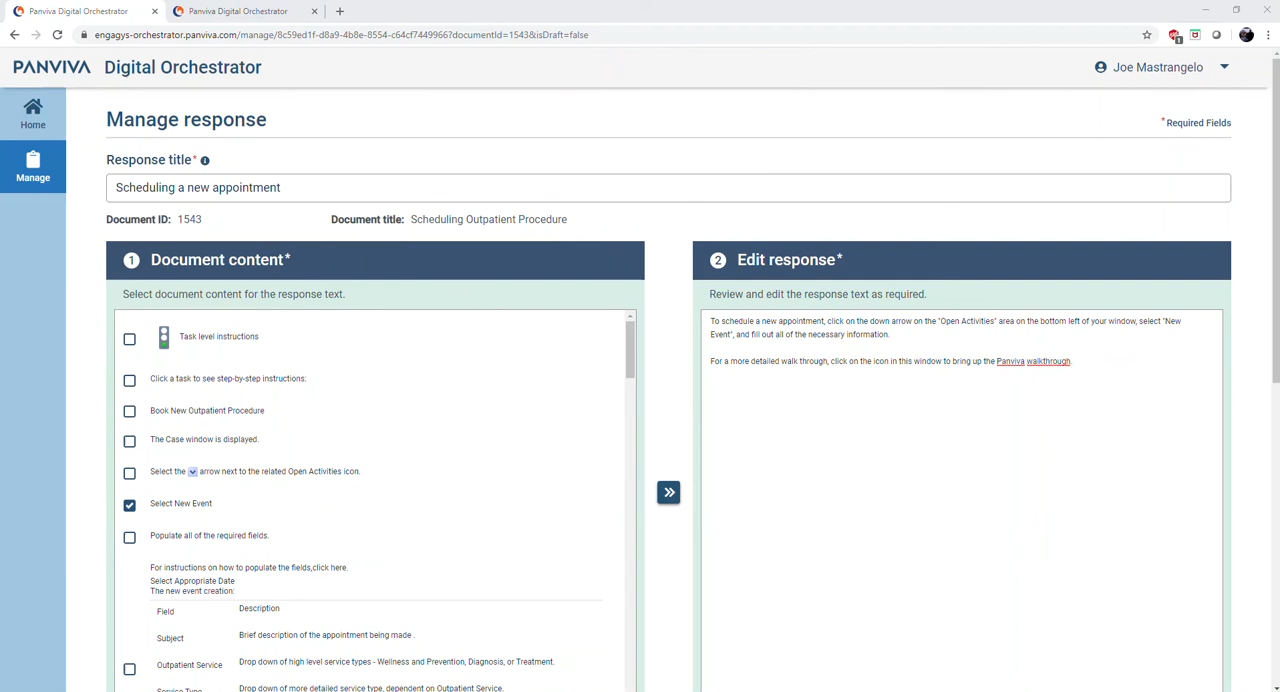 Panviva Digital Orchestrator
Panviva Digital Orchestrator
engagys-orchestrator.panviva.com/manage/8c59ed1f-d8a9-4b8e-8554-c64cf7449966?documentId=1543&isDraft=false
1
PANVIVA Digital Orchestrator
Joe Mastrangelo
Home
Manage
Manage response
*Required Fields
Response title*
Scheduling a new appointment
Document ID: 1543
Document title: Scheduling Outpatient Procedure
1 Document content*
Select document content for the response text.
Task level instructions
Click a task to see step-by-step instructions:
Book New Outpatient Procedure
The Case window is displayed.
Select the arrow next to the related Open Activities icon.
Select New Event
Populate all of the required fields.
For instructions on how to populate the fields,click here.
Select Appropriate Date
The new event creation:
Field Description
Subject Brief description of the appointment being made .
Outpatient Service Drop down of high level service types - Wellness and Prevention, Diagnosis, or Treatment.
Service Type Drop down of more detailed service type, dependent on Outpatient Service.
2 Edit response*
Review and edit the response text as required.
To schedule a new appointment, click on the down arrow on the "Open Activities" area on the bottom left of your window, select "New
Event", and fill out all of the necessary information.
For a more detailed walk through, click on the icon in this window to bring up the Panviva walkthrough.